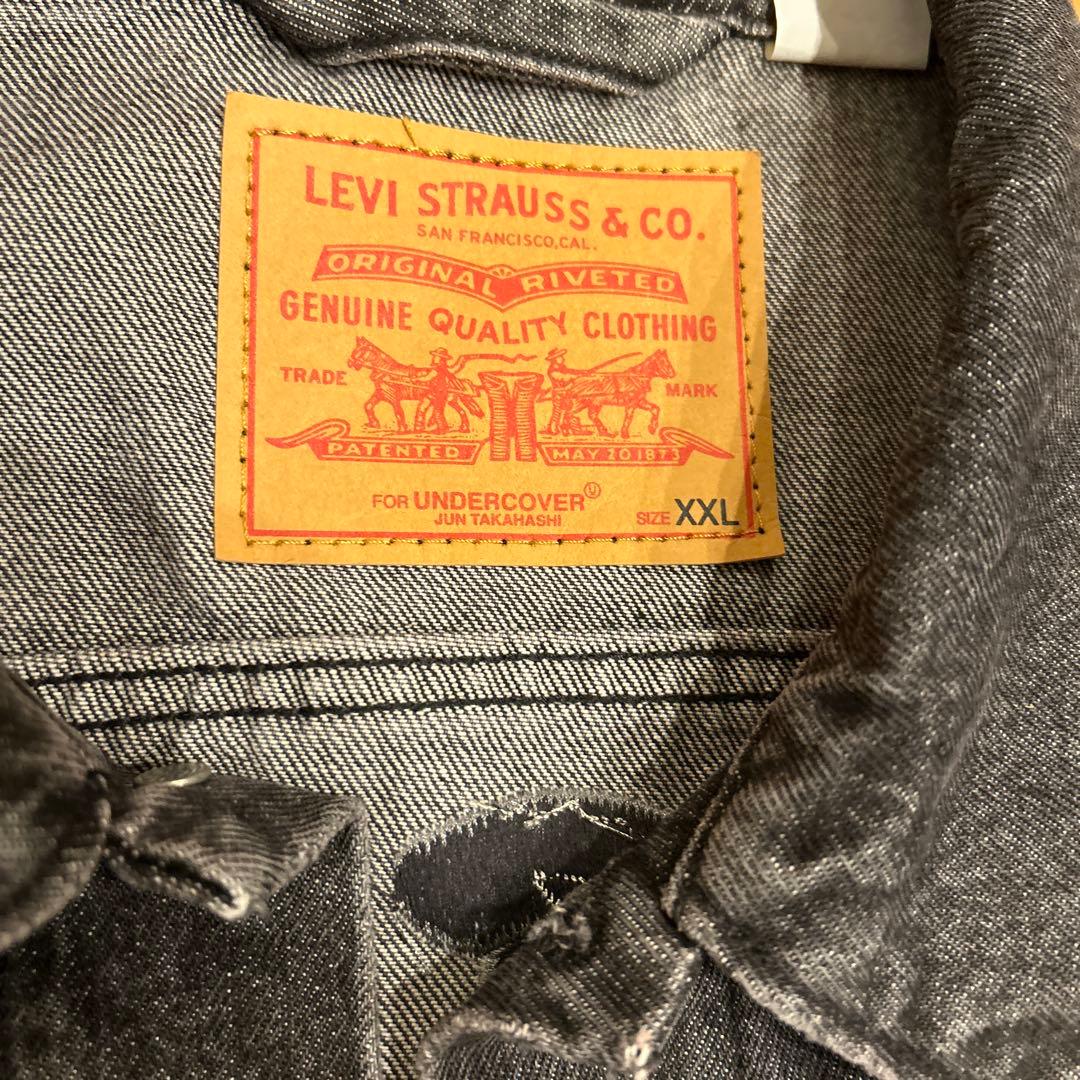 LEVI STRAUSS & CO.
SAN FRANCISCO, CAL.
ORIGINAL RIVETED
GENUINE QUALITY CLOTHING
TRADE MARK
PATENTED MAY 20 1873
FOR UNDERCOVER Ⓤ
JUN TAKAHASHI
SIZE XXL